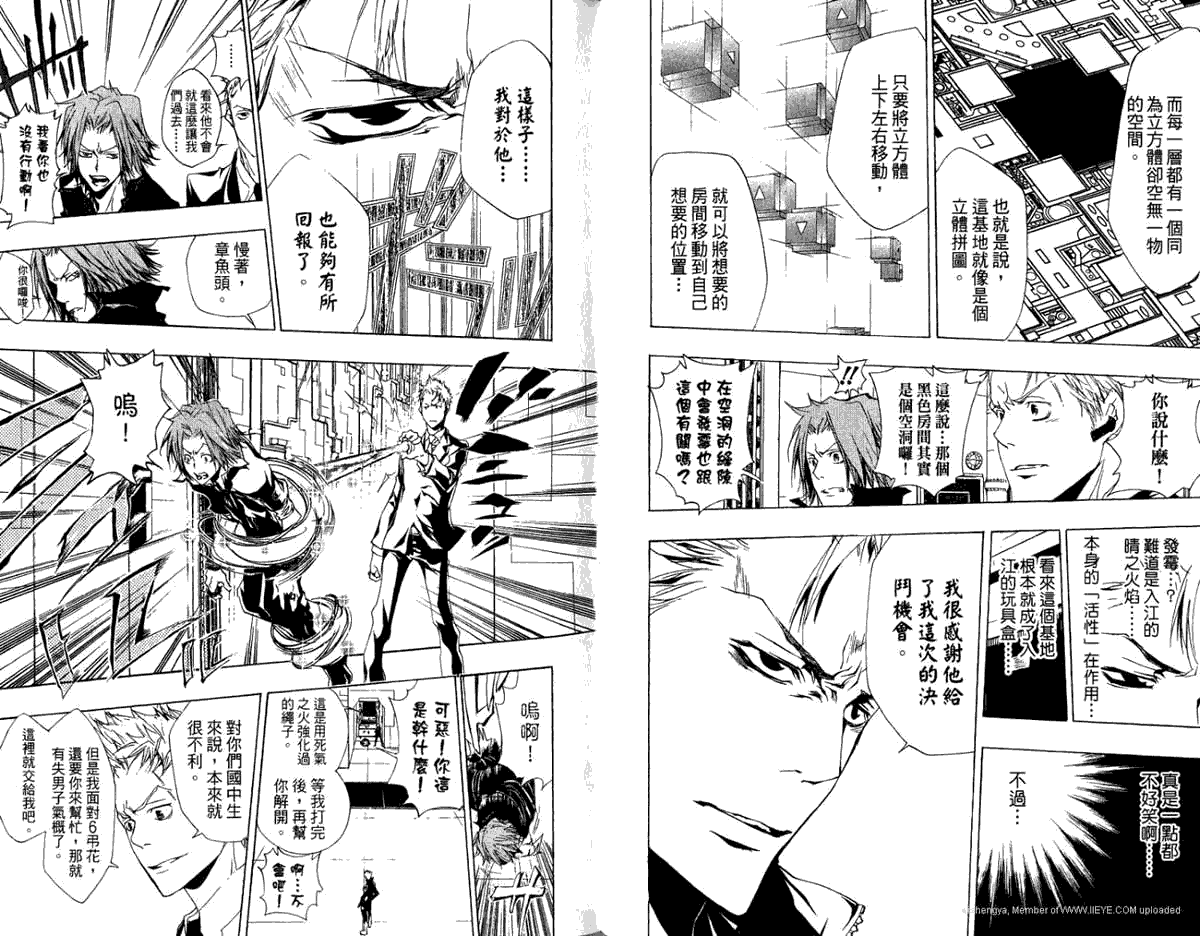 而每一層都有一個同
為立方體卻空無一物
的空間。
也就是說，
這基地就像是個
立體拼圖。
只要將立方體
上下左右移動，
就可以將想要的
房間移動到自己
想要的位置…
你說什麼！
這麼說…那個
黑色房間其實
是個空洞囉！
!!
在空洞的縫隙
中會發霉也跟
這個有關嗎？
發霉…？
難道是入江的
晴之火焰…
本身的「活性」在作用…
看來這個基地
根本就成了入
江的玩具盒……
真是一點都
不好笑啊……
不過…
我很感謝他給
了我這次的決
鬥機會。
這樣子……
我對於他…
也能夠有所
回報了。
……
看來他不會
就這麼讓我
們過去……
我看你也
沒有行動啊！
慢著，
章魚頭。
你很囉唆！
嗚！
嗚啊！
可惡！你這
是幹什麼！
這是用死氣
之火強化過
的繩子。
等我打完
後，再幫
你解開。
啊…不
會吧！
對你們國中生
來說，本來就
很不利。
但是我面對6弔花，
還要你來幫忙，那就
有失男子氣概了。
這裡就交給我吧。
hengya, Member of WWW.IIEYE.COM uploaded